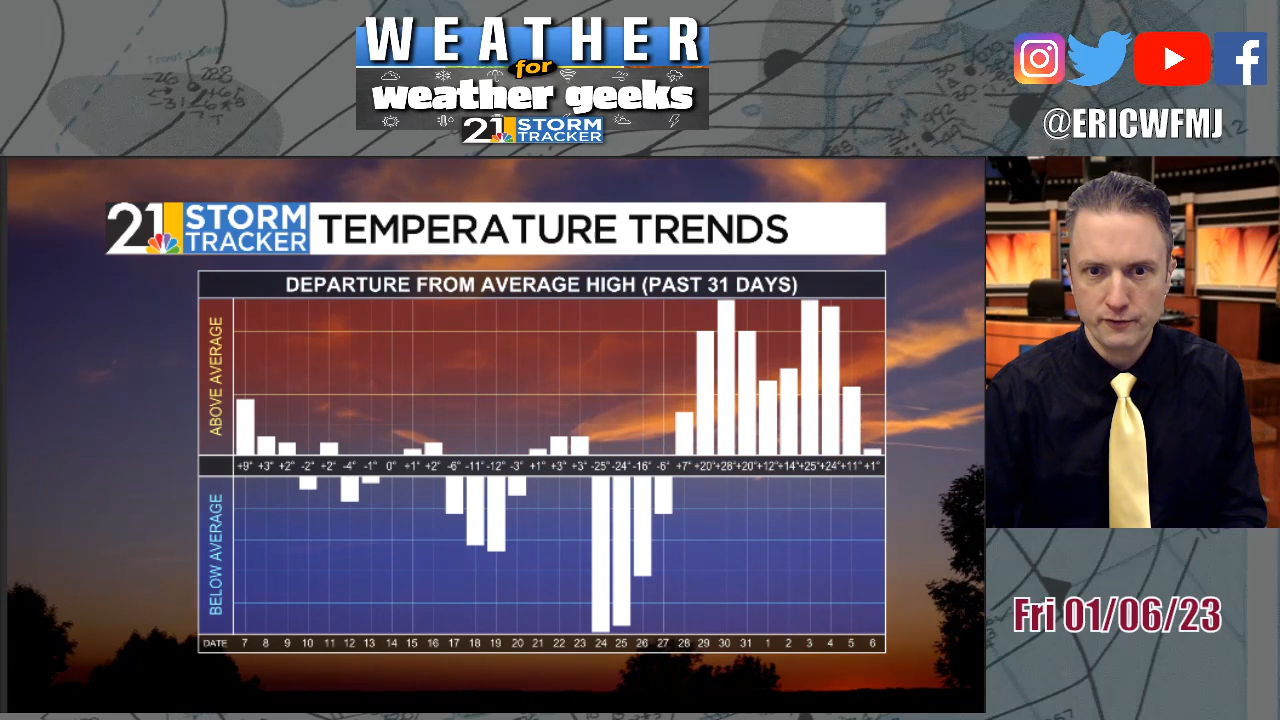 WEATHER
for
weather geeks
21 STORM
TRACKER
@ERICWFMJ
21 STORM
TRACKER
TEMPERATURE TRENDS
DEPARTURE FROM AVERAGE HIGH (PAST 31 DAYS)
ABOVE AVERAGE
+9° +3° +2° -2° +2° -4° -1° 0° +1° +2° -6° -11° -12° -3° +1° +3° +3° -25° -24° -16° -6° +7° +20° +28° +20° +12° +14° +25° +24° +11° +1°
BELOW AVERAGE
DATE 7 8 9 10 11 12 13 14 15 16 17 18 19 20 21 22 23 24 25 26 27 28 29 30 31 1 2 3 4 5 6
Fri 01/06/23